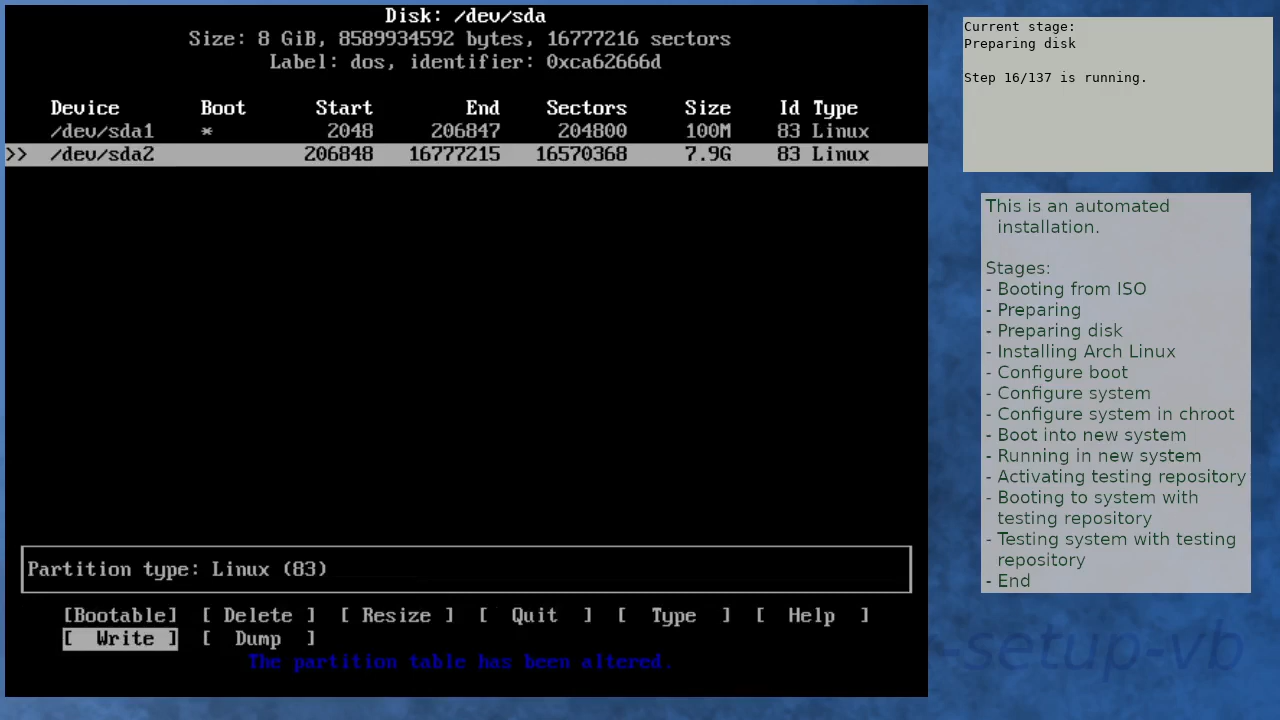 Disk: /dev/sda
Size: 8 GiB, 8589934592 bytes, 16777216 sectors
Label: dos, identifier: 0xca62666d
Device Boot Start End Sectors Size Id Type
/dev/sda1 * 2048 206847 204800 100M 83 Linux
>> /dev/sda2 206848 16777215 16570368 7.9G 83 Linux
Partition type: Linux (83)
[Bootable] [ Delete ] [ Resize ] [ Quit ] [ Type ] [ Help ]
[ Write ] [ Dump ]
The partition table has been altered.
Current stage:
Preparing disk
Step 16/137 is running.
This is an automated
installation.
Stages:
- Booting from ISO
- Preparing
- Preparing disk
- Installing Arch Linux
- Configure boot
- Configure system
- Configure system in chroot
- Boot into new system
- Running in new system
- Activating testing repository
- Booting to system with
testing repository
- Testing system with testing
repository
- End
-setup-vb